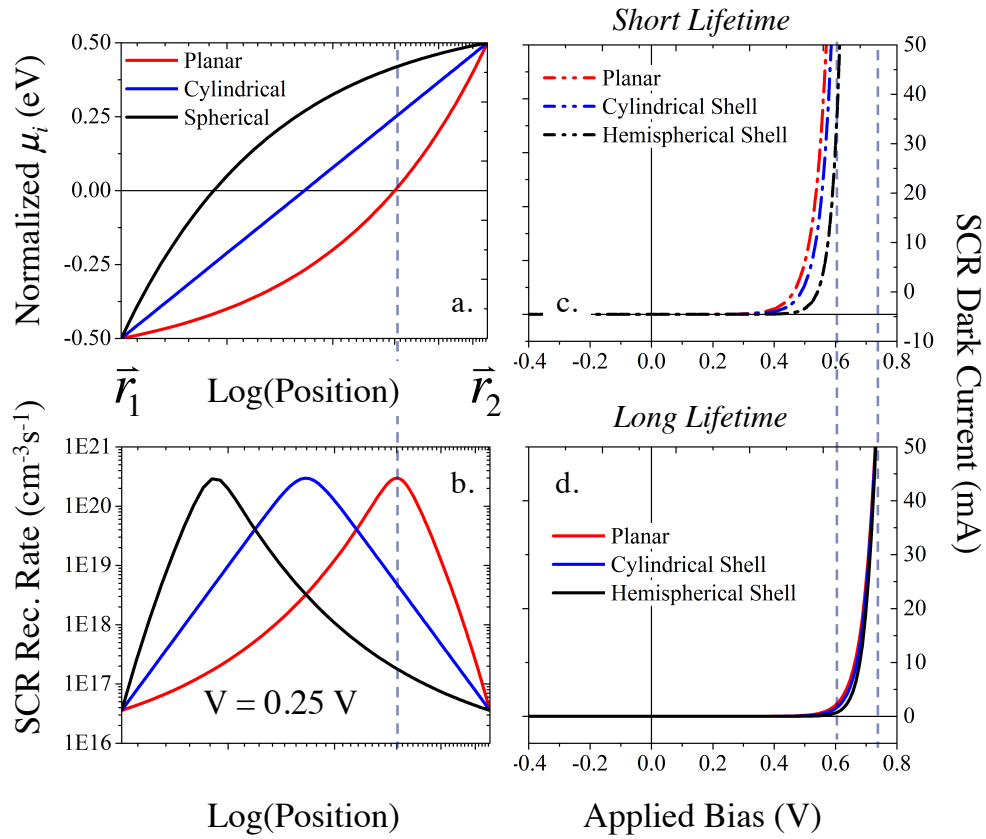 Short Lifetime
Normalized μi (eV)
0.50
0.25
0.00
-0.25
-0.50
Planar
Cylindrical
Spherical
a.
r⃗1
Log(Position)
r⃗2
Planar
Cylindrical Shell
Hemispherical Shell
c.
50
40
30
20
10
0
-10
-0.4
-0.2
0.0
0.2
0.4
0.6
0.8
SCR Dark Current (mA)
SCR Rec. Rate (cm-3s-1)
1E21
1E20
1E19
1E18
1E17
1E16
b.
V = 0.25 V
Log(Position)
Long Lifetime
d.
Planar
Cylindrical Shell
Hemispherical Shell
50
40
30
20
10
0
-0.4
-0.2
0.0
0.2
0.4
0.6
0.8
Applied Bias (V)